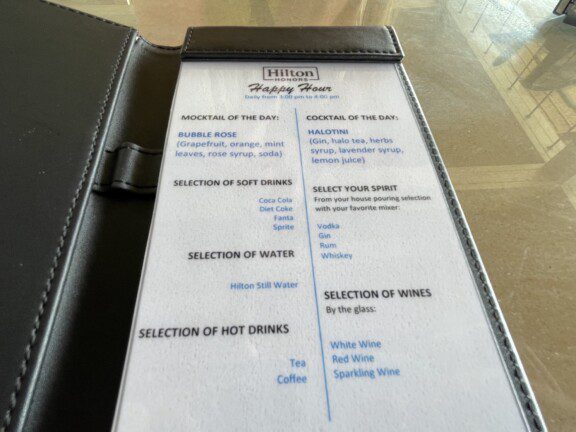 Hilton
HONORS
Happy Hour
Daily from 3:00 pm to 4:00 pm
MOCKTAIL OF THE DAY:
BUBBLE ROSE
(Grapefruit, orange, mint
leaves, rose syrup, soda)
SELECTION OF SOFT DRINKS
Coca Cola
Diet Coke
Fanta
Sprite
SELECTION OF WATER
Hilton Still Water
SELECTION OF HOT DRINKS
Tea
Coffee
COCKTAIL OF THE DAY:
HALOTINI
(Gin, halo tea, herbs
syrup, lavender syrup,
lemon juice)
SELECT YOUR SPIRIT
From your house pouring selection
with your favorite mixer:
Vodka
Gin
Rum
Whiskey
SELECTION OF WINES
By the glass:
White Wine
Red Wine
Sparkling Wine